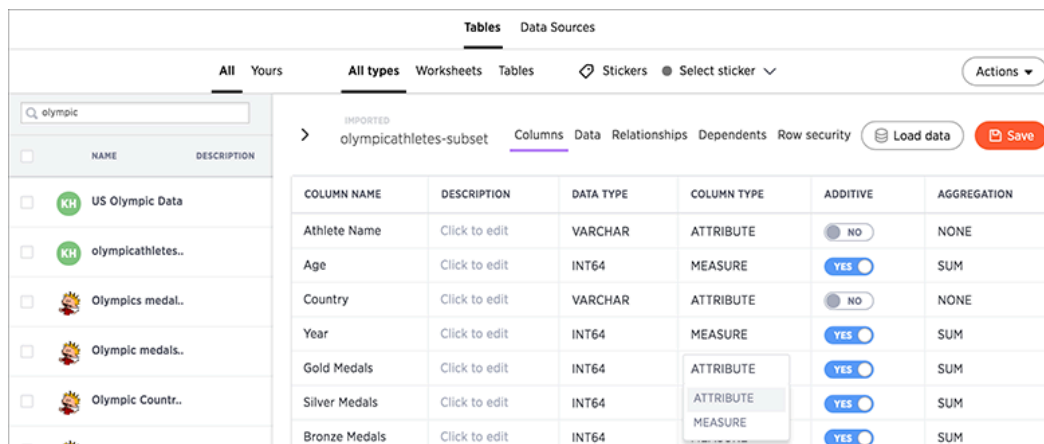 Tables Data Sources
All Yours All types Worksheets Tables Stickers Select sticker Actions
olympic
NAME DESCRIPTION
KH US Olympic Data
KH olympicathletes..
Olympics medal..
Olympic medals..
Olympic Countr..
IMPORTED
olympicathletes-subset Columns Data Relationships Dependents Row security Load data Save
COLUMN NAME DESCRIPTION DATA TYPE COLUMN TYPE ADDITIVE AGGREGATION
Athlete Name Click to edit VARCHAR ATTRIBUTE NO NONE
Age Click to edit INT64 MEASURE YES SUM
Country Click to edit VARCHAR ATTRIBUTE NO NONE
Year Click to edit INT64 MEASURE YES SUM
Gold Medals Click to edit INT64 ATTRIBUTE YES SUM
Silver Medals Click to edit INT64 ATTRIBUTE YES SUM
MEASURE
Bronze Medals Click to edit INT64 YES SUM